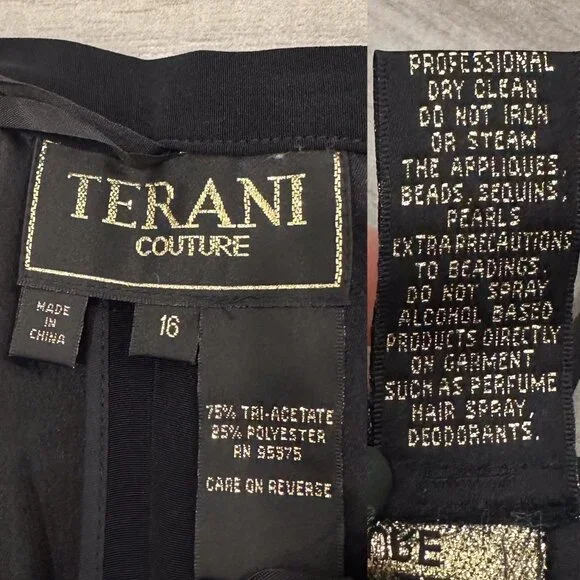 TERANI
COUTURE
MADE
IN
CHINA
16
75% TRI-ACETATE
25% POLYESTER
RN 95575
CARE ON REVERSE
PROFESSIONAL
DRY CLEAN
DO NOT IRON
OR STEAM
THE APPLIQUES,
BEADS, SEQUINS,
PEARLS
EXTRA PRECAUTIONS
TO BEADINGS.
DO NOT SPRAY
ALCOHOL BASED
PRODUCTS DIRECTLY
ON GARMENT
SUCH AS PERFUME
HAIR SPRAY,
DEODORANTS.